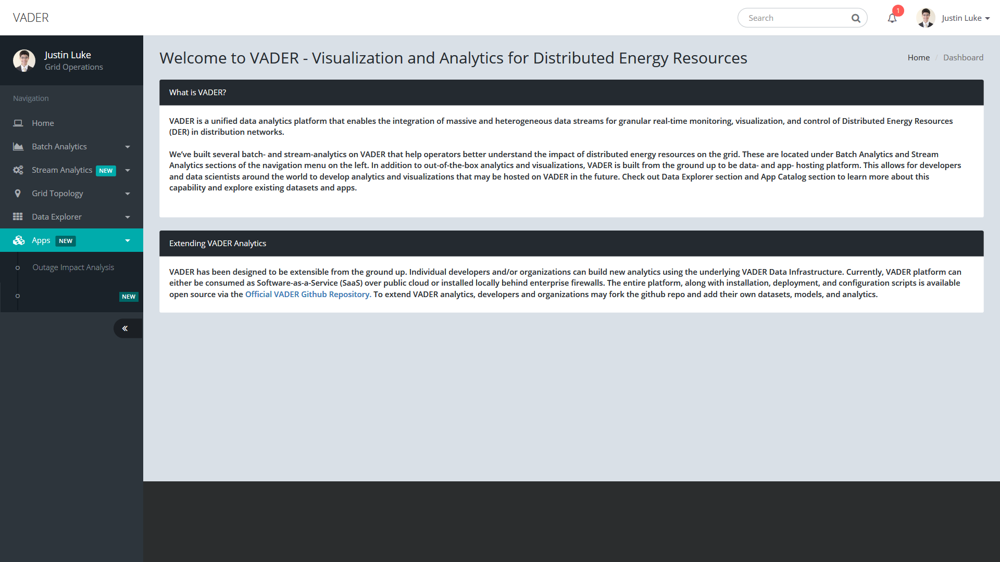 VADER
Search
1
Justin Luke
Justin Luke
Grid Operations
Navigation
Home
Batch Analytics
Stream Analytics NEW
Grid Topology
Data Explorer
Apps NEW
Outage Impact Analysis
NEW
Welcome to VADER - Visualization and Analytics for Distributed Energy Resources
Home / Dashboard
What is VADER?
VADER is a unified data analytics platform that enables the integration of massive and heterogeneous data streams for granular real-time monitoring, visualization, and control of Distributed Energy Resources
(DER) in distribution networks.
We’ve built several batch- and stream-analytics on VADER that help operators better understand the impact of distributed energy resources on the grid. These are located under Batch Analytics and Stream
Analytics sections of the navigation menu on the left. In addition to out-of-the-box analytics and visualizations, VADER is built from the ground up to be data- and app- hosting platform. This allows for developers
and data scientists around the world to develop analytics and visualizations that may be hosted on VADER in the future. Check out Data Explorer section and App Catalog section to learn more about this
capability and explore existing datasets and apps.
Extending VADER Analytics
VADER has been designed to be extensible from the ground up. Individual developers and/or organizations can build new analytics using the underlying VADER Data Infrastructure. Currently, VADER platform can
either be consumed as Software-as-a-Service (SaaS) over public cloud or installed locally behind enterprise firewalls. The entire platform, along with installation, deployment, and configuration scripts is available
open source via the Official VADER Github Repository. To extend VADER analytics, developers and organizations may fork the github repo and add their own datasets, models, and analytics.